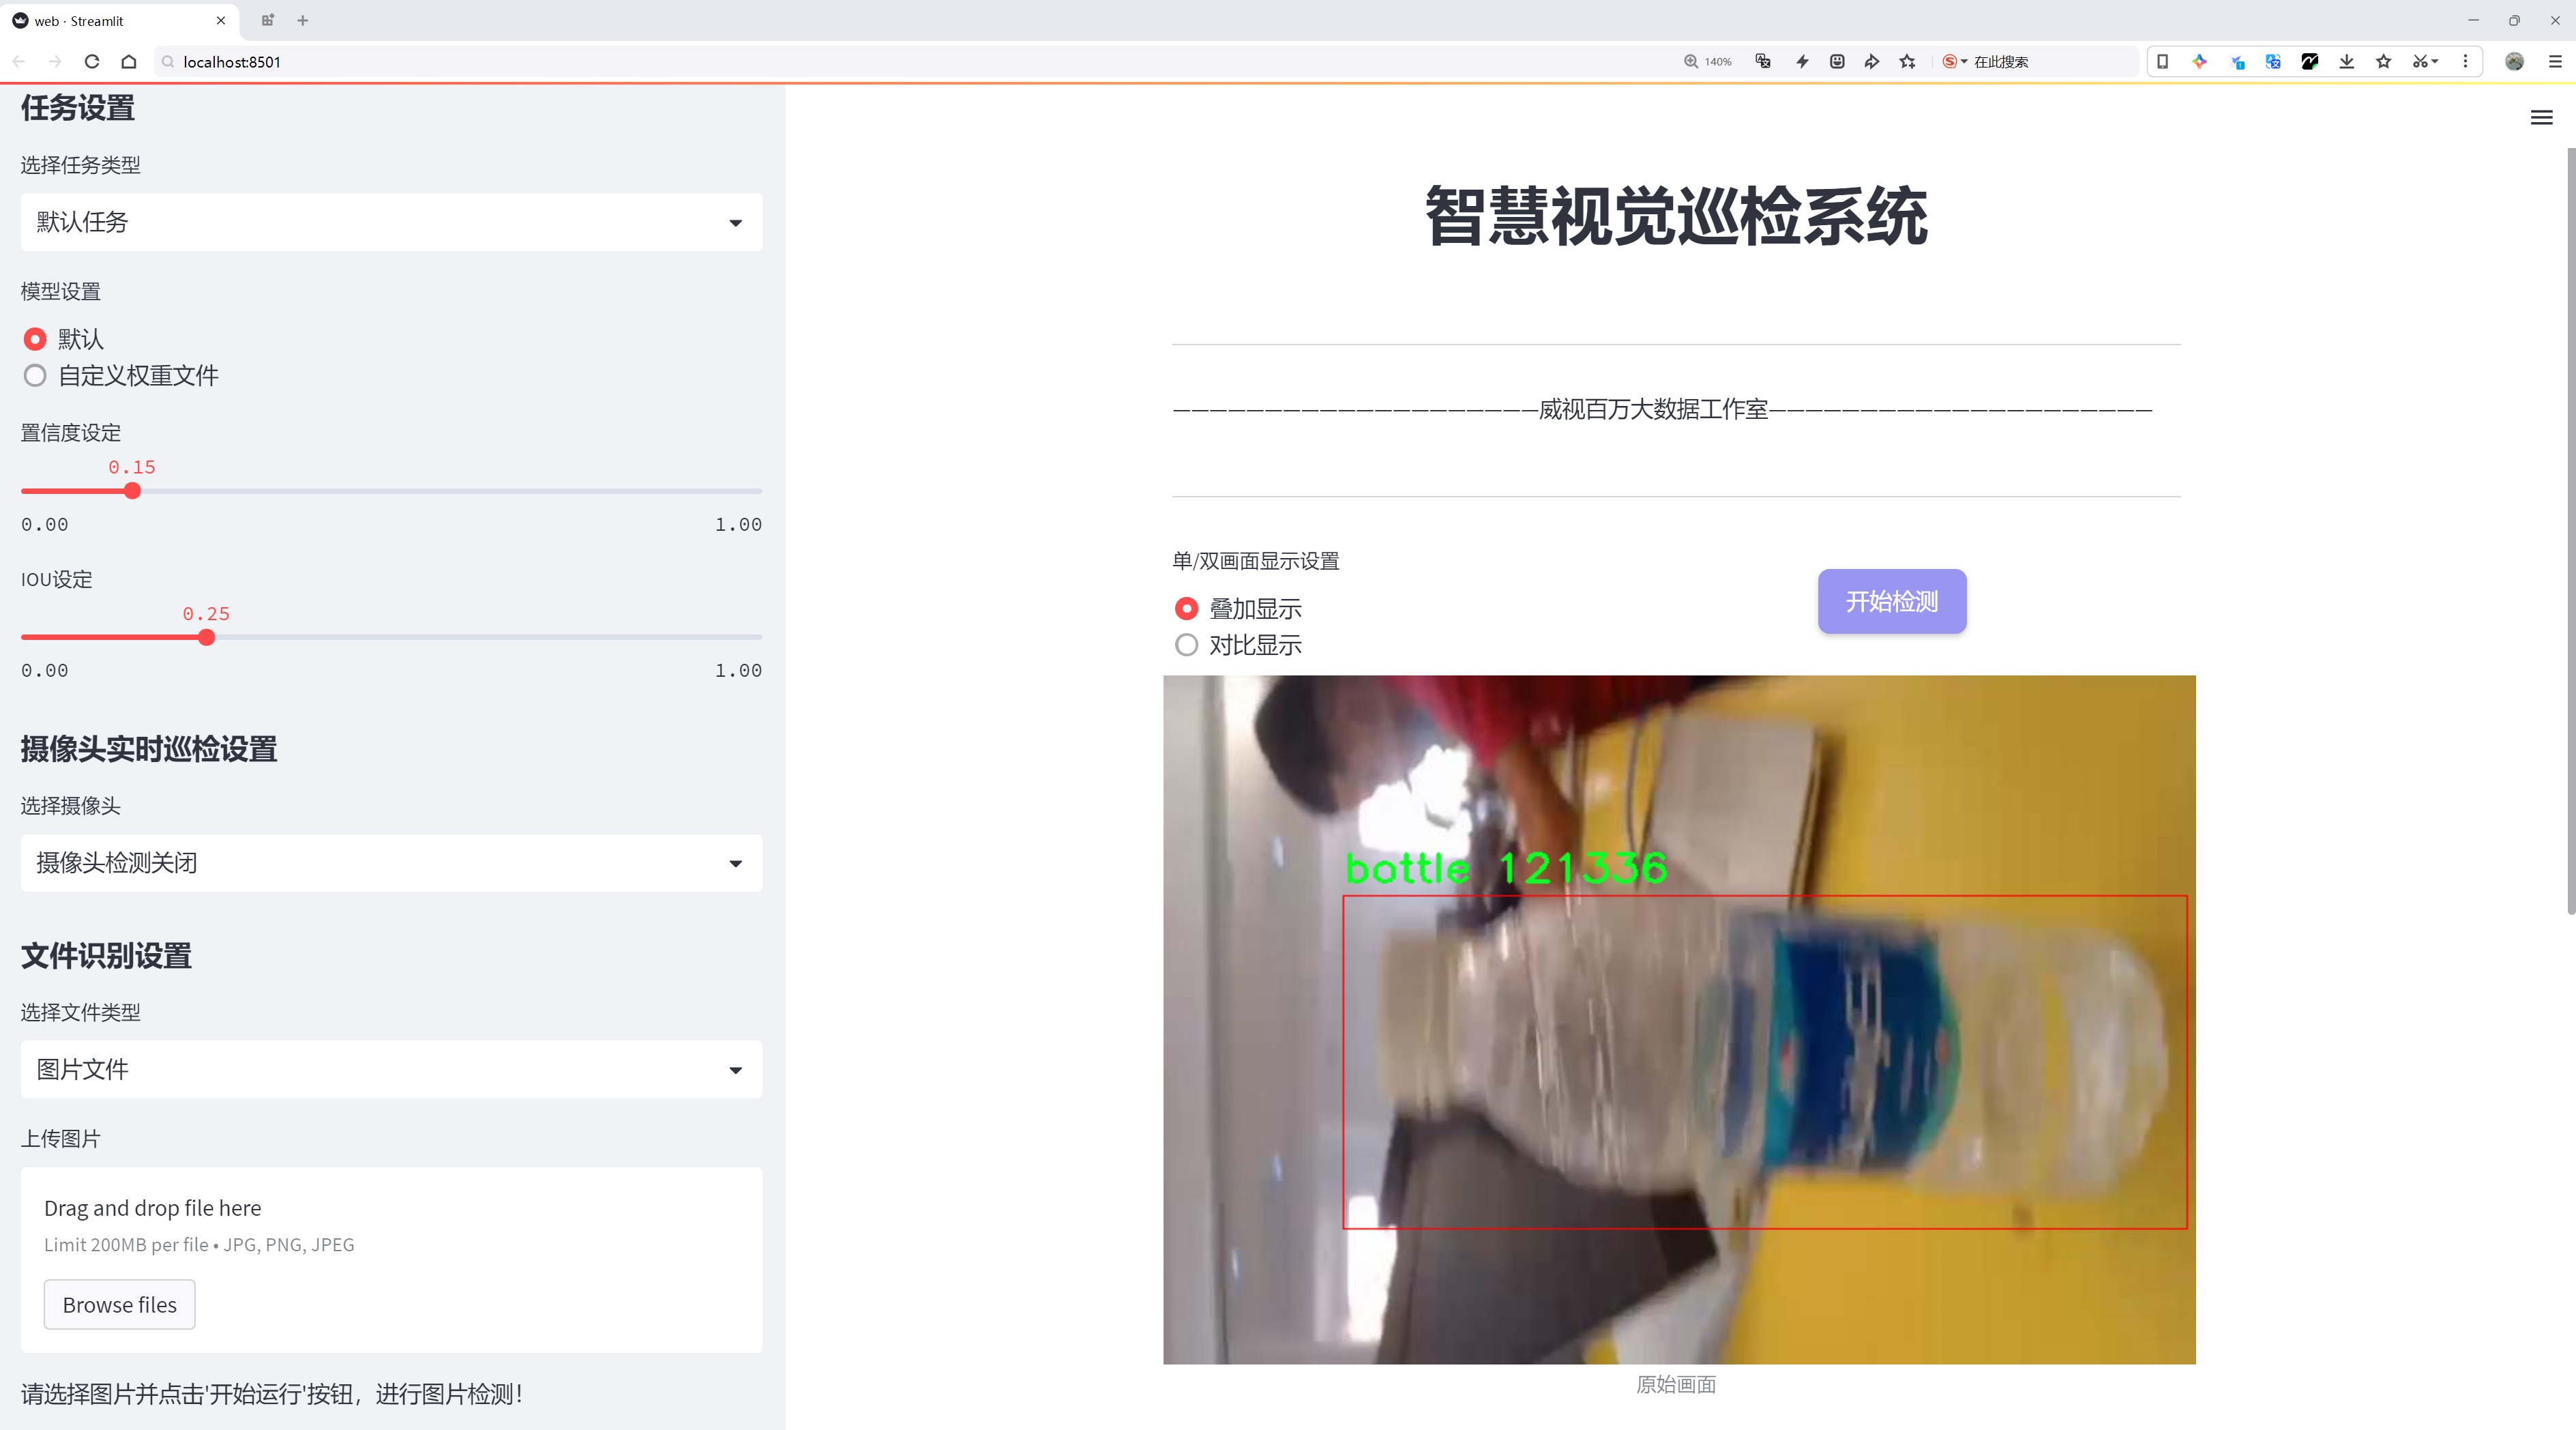 web · Streamlit
localhost:8501
140%
在此搜索
任务设置
选择任务类型
默认任务
模型设置
默认
自定义权重文件
置信度设定
0.15
0.00
1.00
IOU设定
0.25
0.00
1.00
摄像头实时巡检设置
选择摄像头
摄像头检测关闭
文件识别设置
选择文件类型
图片文件
上传图片
Drag and drop file here
Limit 200MB per file • JPG, PNG, JPEG
Browse files
请选择图片并点击'开始运行'按钮，进行图片检测！
智慧视觉巡检系统
————————————————————威视百万大数据工作室—————————————————————
单/双画面显示设置
叠加显示
对比显示
开始检测
bottle 121336
原始画面